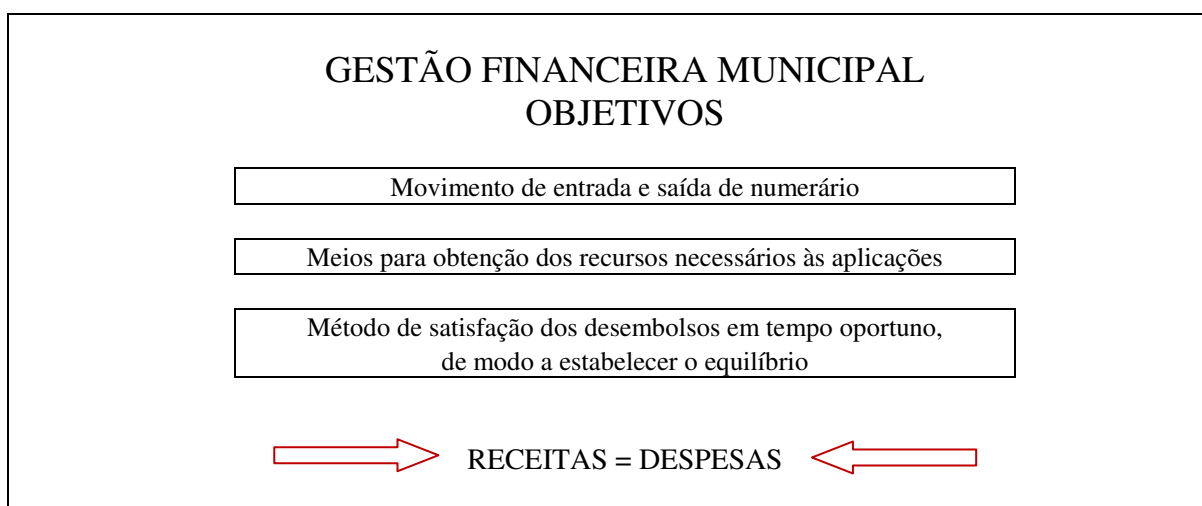 GESTÃO FINANCEIRA MUNICIPAL
OBJETIVOS
Movimento de entrada e saída de numerário
Meios para obtenção dos recursos necessários às aplicações
Método de satisfação dos desembolsos em tempo oportuno,
de modo a estabelecer o equilíbrio
RECEITAS = DESPESAS